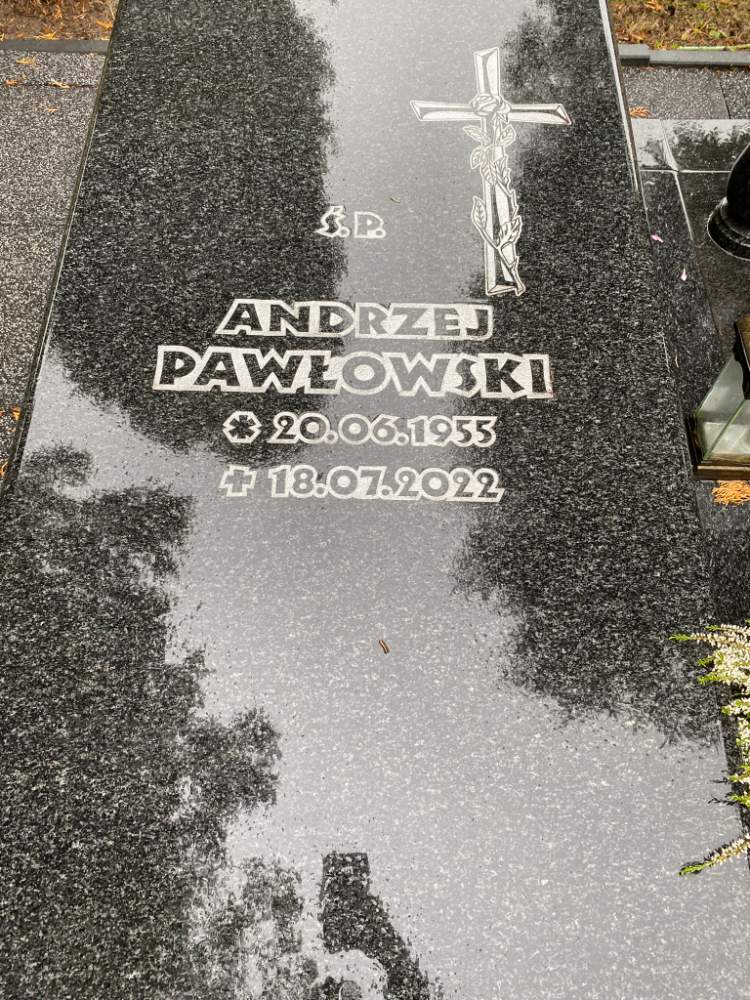 Ś.P.
ANDRZEJ
PAWŁOWSKI
20.06.1955
18.07.2022